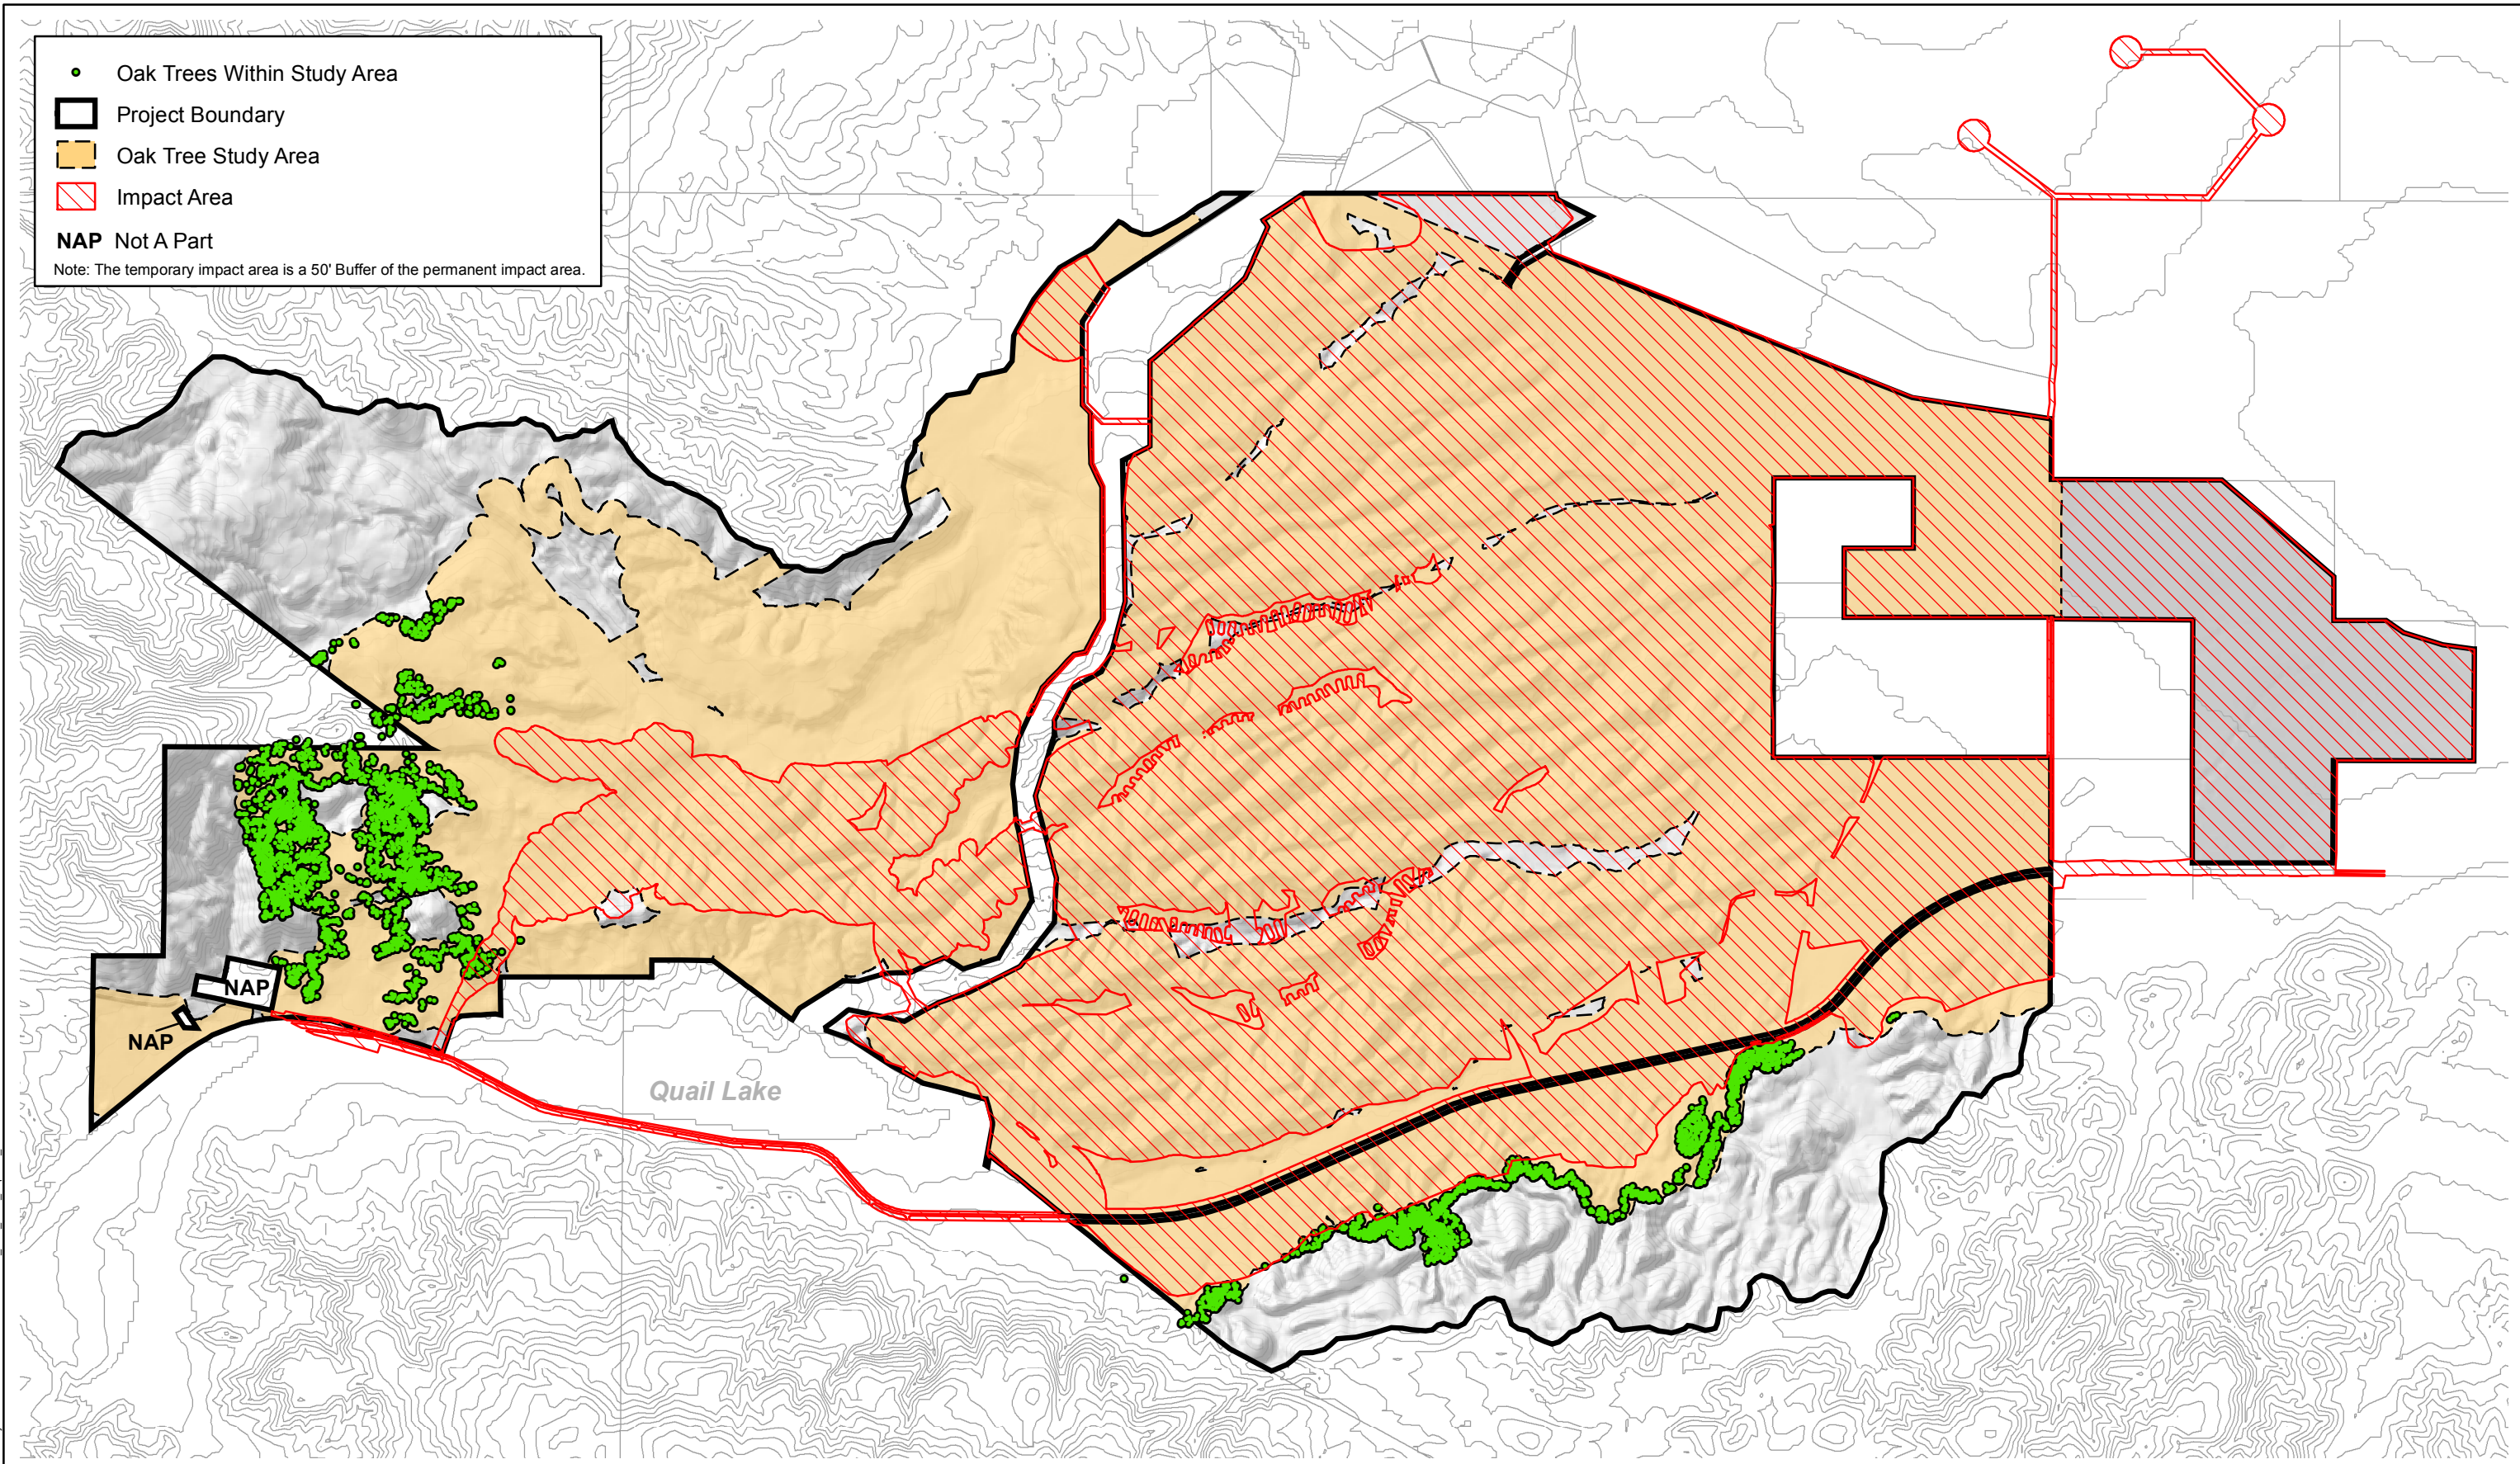 Oak Trees Within Study Area
Project Boundary
Oak Tree Study Area
Impact Area
NAP Not A Part
Note: The temporary impact area is a 50' Buffer of the permanent impact area.
NAP
NAP
Quail Lake